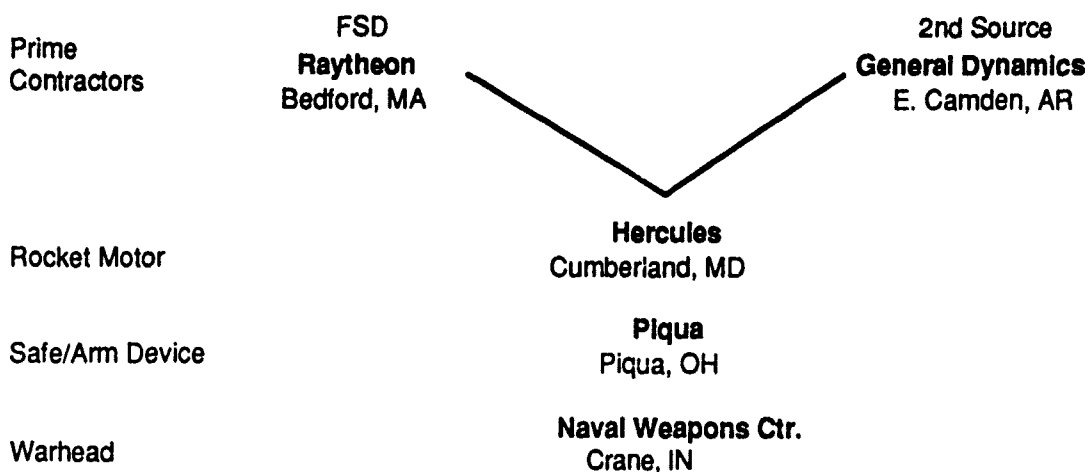 Prime
Contractors
FSD
Raytheon
Bedford, MA
2nd Source
General Dynamics
E. Camden, AR
Rocket Motor
Hercules
Cumberland, MD
Safe/Arm Device
Piqua
Piqua, OH
Warhead
Naval Weapons Ctr.
Crane, IN